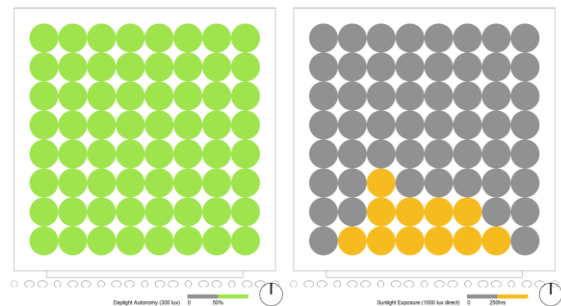 Daylight Autonomy (300 lux) 0 50%
Sunlight Exposure (1000 lux direct) 0 250hrs